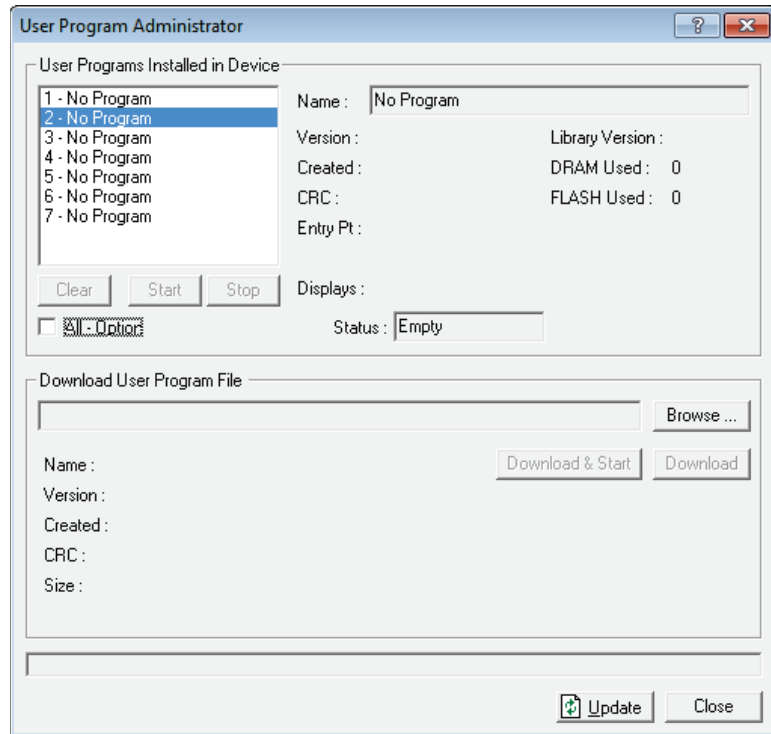 User Program Administrator
User Programs Installed in Device
1 - No Program
2 - No Program
3 - No Program
4 - No Program
5 - No Program
6 - No Program
7 - No Program
Name : No Program
Version : Library Version :
Created : DRAM Used : 0
CRC : FLASH Used : 0
Entry Pt :
Clear Start Stop Displays :
All - Option Status : Empty
Download User Program File
Browse ...
Name : Download & Start Download
Version :
Created :
CRC :
Size :
Update Close